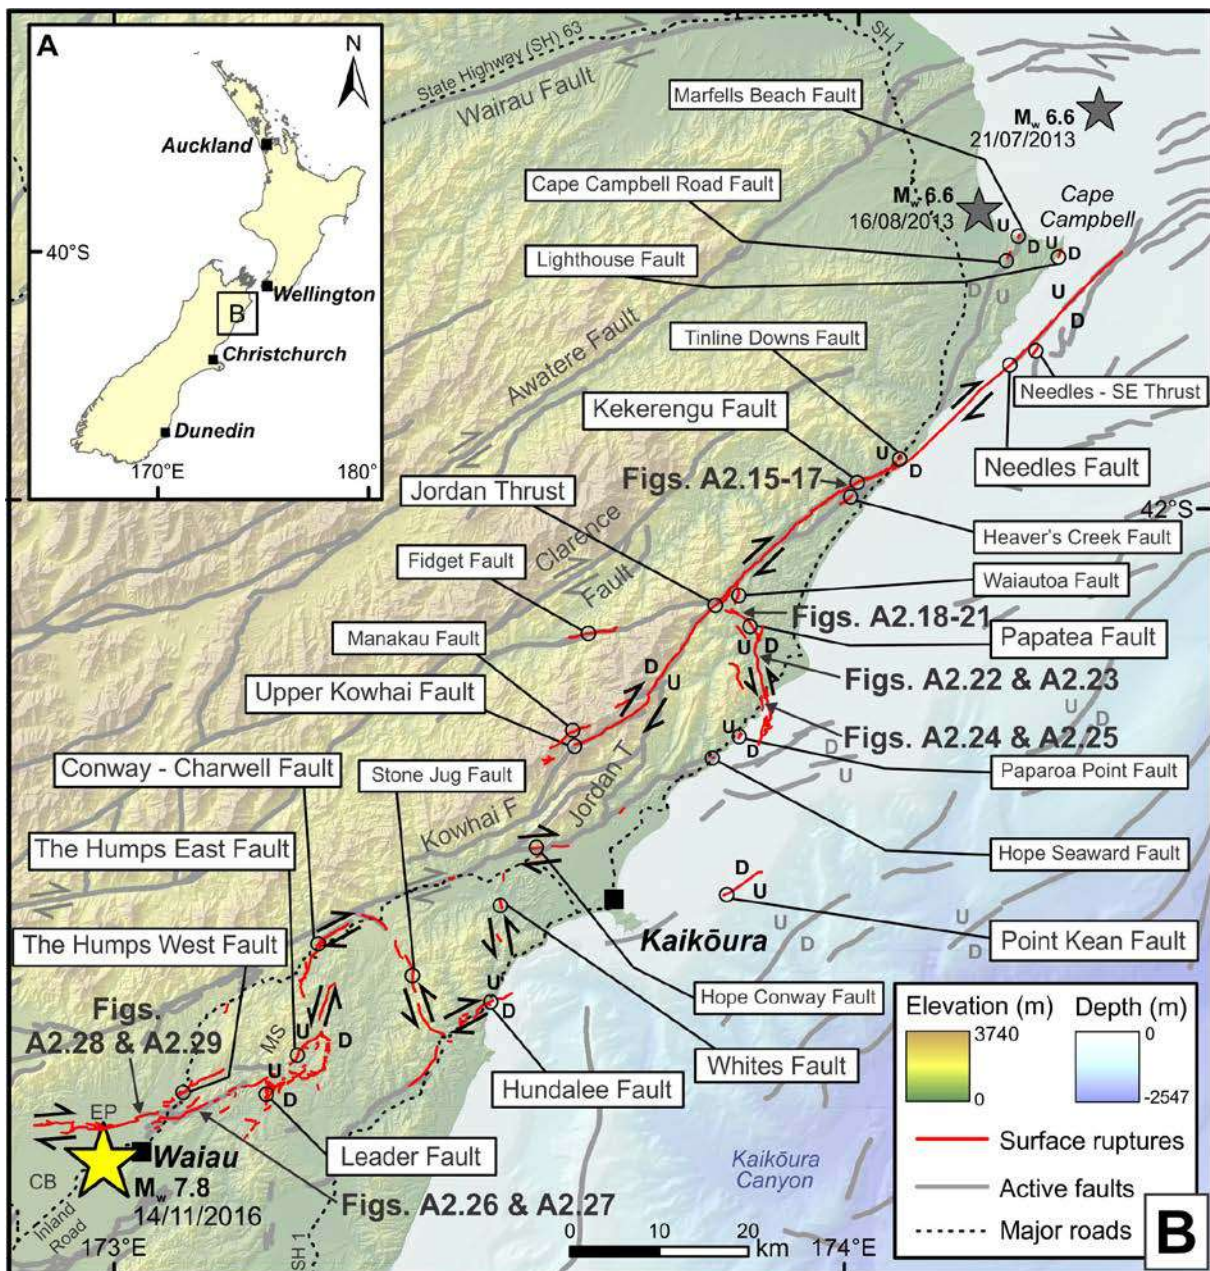 A
N
Auckland
40°S
Wellington
B
Christchurch
Dunedin
170°E
180°
State Highway (SH) 63
SH 1
Wairau Fault
Marfells Beach Fault
Mw 6.6
21/07/2013
Cape Campbell Road Fault
Mw 6.6
16/08/2013
Cape
Campbell
U
D
U
D
Lighthouse Fault
D
U
U
D
Awatere Fault
Tinline Downs Fault
Needles - SE Thrust
Kekerengu Fault
U
D
Needles Fault
Figs. A2.15-17
Jordan Thrust
42°S
Heaver's Creek Fault
Clarence
Fault
Fidget Fault
Waiautoa Fault
Figs. A2.18-21
Manakau Fault
Papatea Fault
D
U
U
D
Upper Kowhai Fault
Figs. A2.22 & A2.23
U
D
Figs. A2.24 & A2.25
U
D
D
U
Conway - Charwell Fault
Stone Jug Fault
Paparoa Point Fault
Jordan T
Kowhai F
The Humps East Fault
Hope Seaward Fault
D
U
U
D
U
D
The Humps West Fault
Kaikōura
Point Kean Fault
Figs.
A2.28 & A2.29
Hope Conway Fault
U
D
MS
U
D
Whites Fault
Hundalee Fault
U
D
EP
Leader Fault
Waiau
CB
Mw 7.8
14/11/2016
Figs. A2.26 & A2.27
Inland
Road
SH 1
Kaikōura
Canyon
173°E
0
10
20
km
174°E
Elevation (m)
3740
0
Depth (m)
0
-2547
Surface ruptures
Active faults
Major roads
B